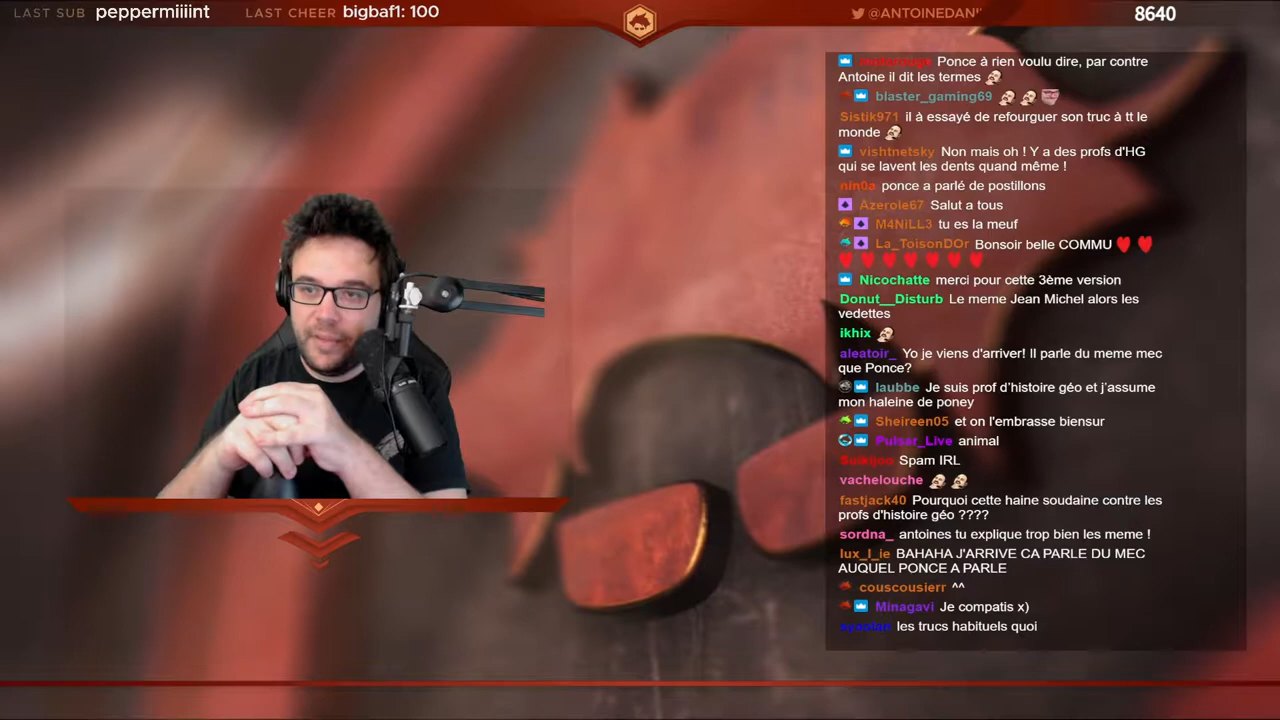 LAST SUB peppermiiiint LAST CHEER bigbaf1: 100 @ANTOINEDANI 8640
Ponce à rien voulu dire, par contre
Antoine il dit les termes
blaster_gaming69
Sistik971 il à essayé de refourguer son truc à tt le
monde
vishtnetsky Non mais oh ! Y a des profs d'HG
qui se lavent les dents quand même !
nin0a ponce a parlé de postillons
Azerole67 Salut a tous
M4NiLL3 tu es la meuf
La_ToisonDOr Bonsoir belle COMMU
Nicochatte merci pour cette 3ème version
Donut__Disturb Le meme Jean Michel alors les
vedettes
ikhix
aleatoir_ Yo je viens d'arriver! Il parle du meme mec
que Ponce?
laubbe Je suis prof d'histoire géo et j'assume
mon haleine de poney
Sheireen05 et on l'embrasse biensur
Pulsar_Live animal
Spam IRL
vachelouche
fastjack40 Pourquoi cette haine soudaine contre les
profs d'histoire géo ????
sordna_ antoines tu explique trop bien les meme !
lux_l_ie BAHAHA J'ARRIVE CA PARLE DU MEC
AUQUEL PONCE A PARLE
couscousierr ^^
Minagavi Je compatis x)
les trucs habituels quoi